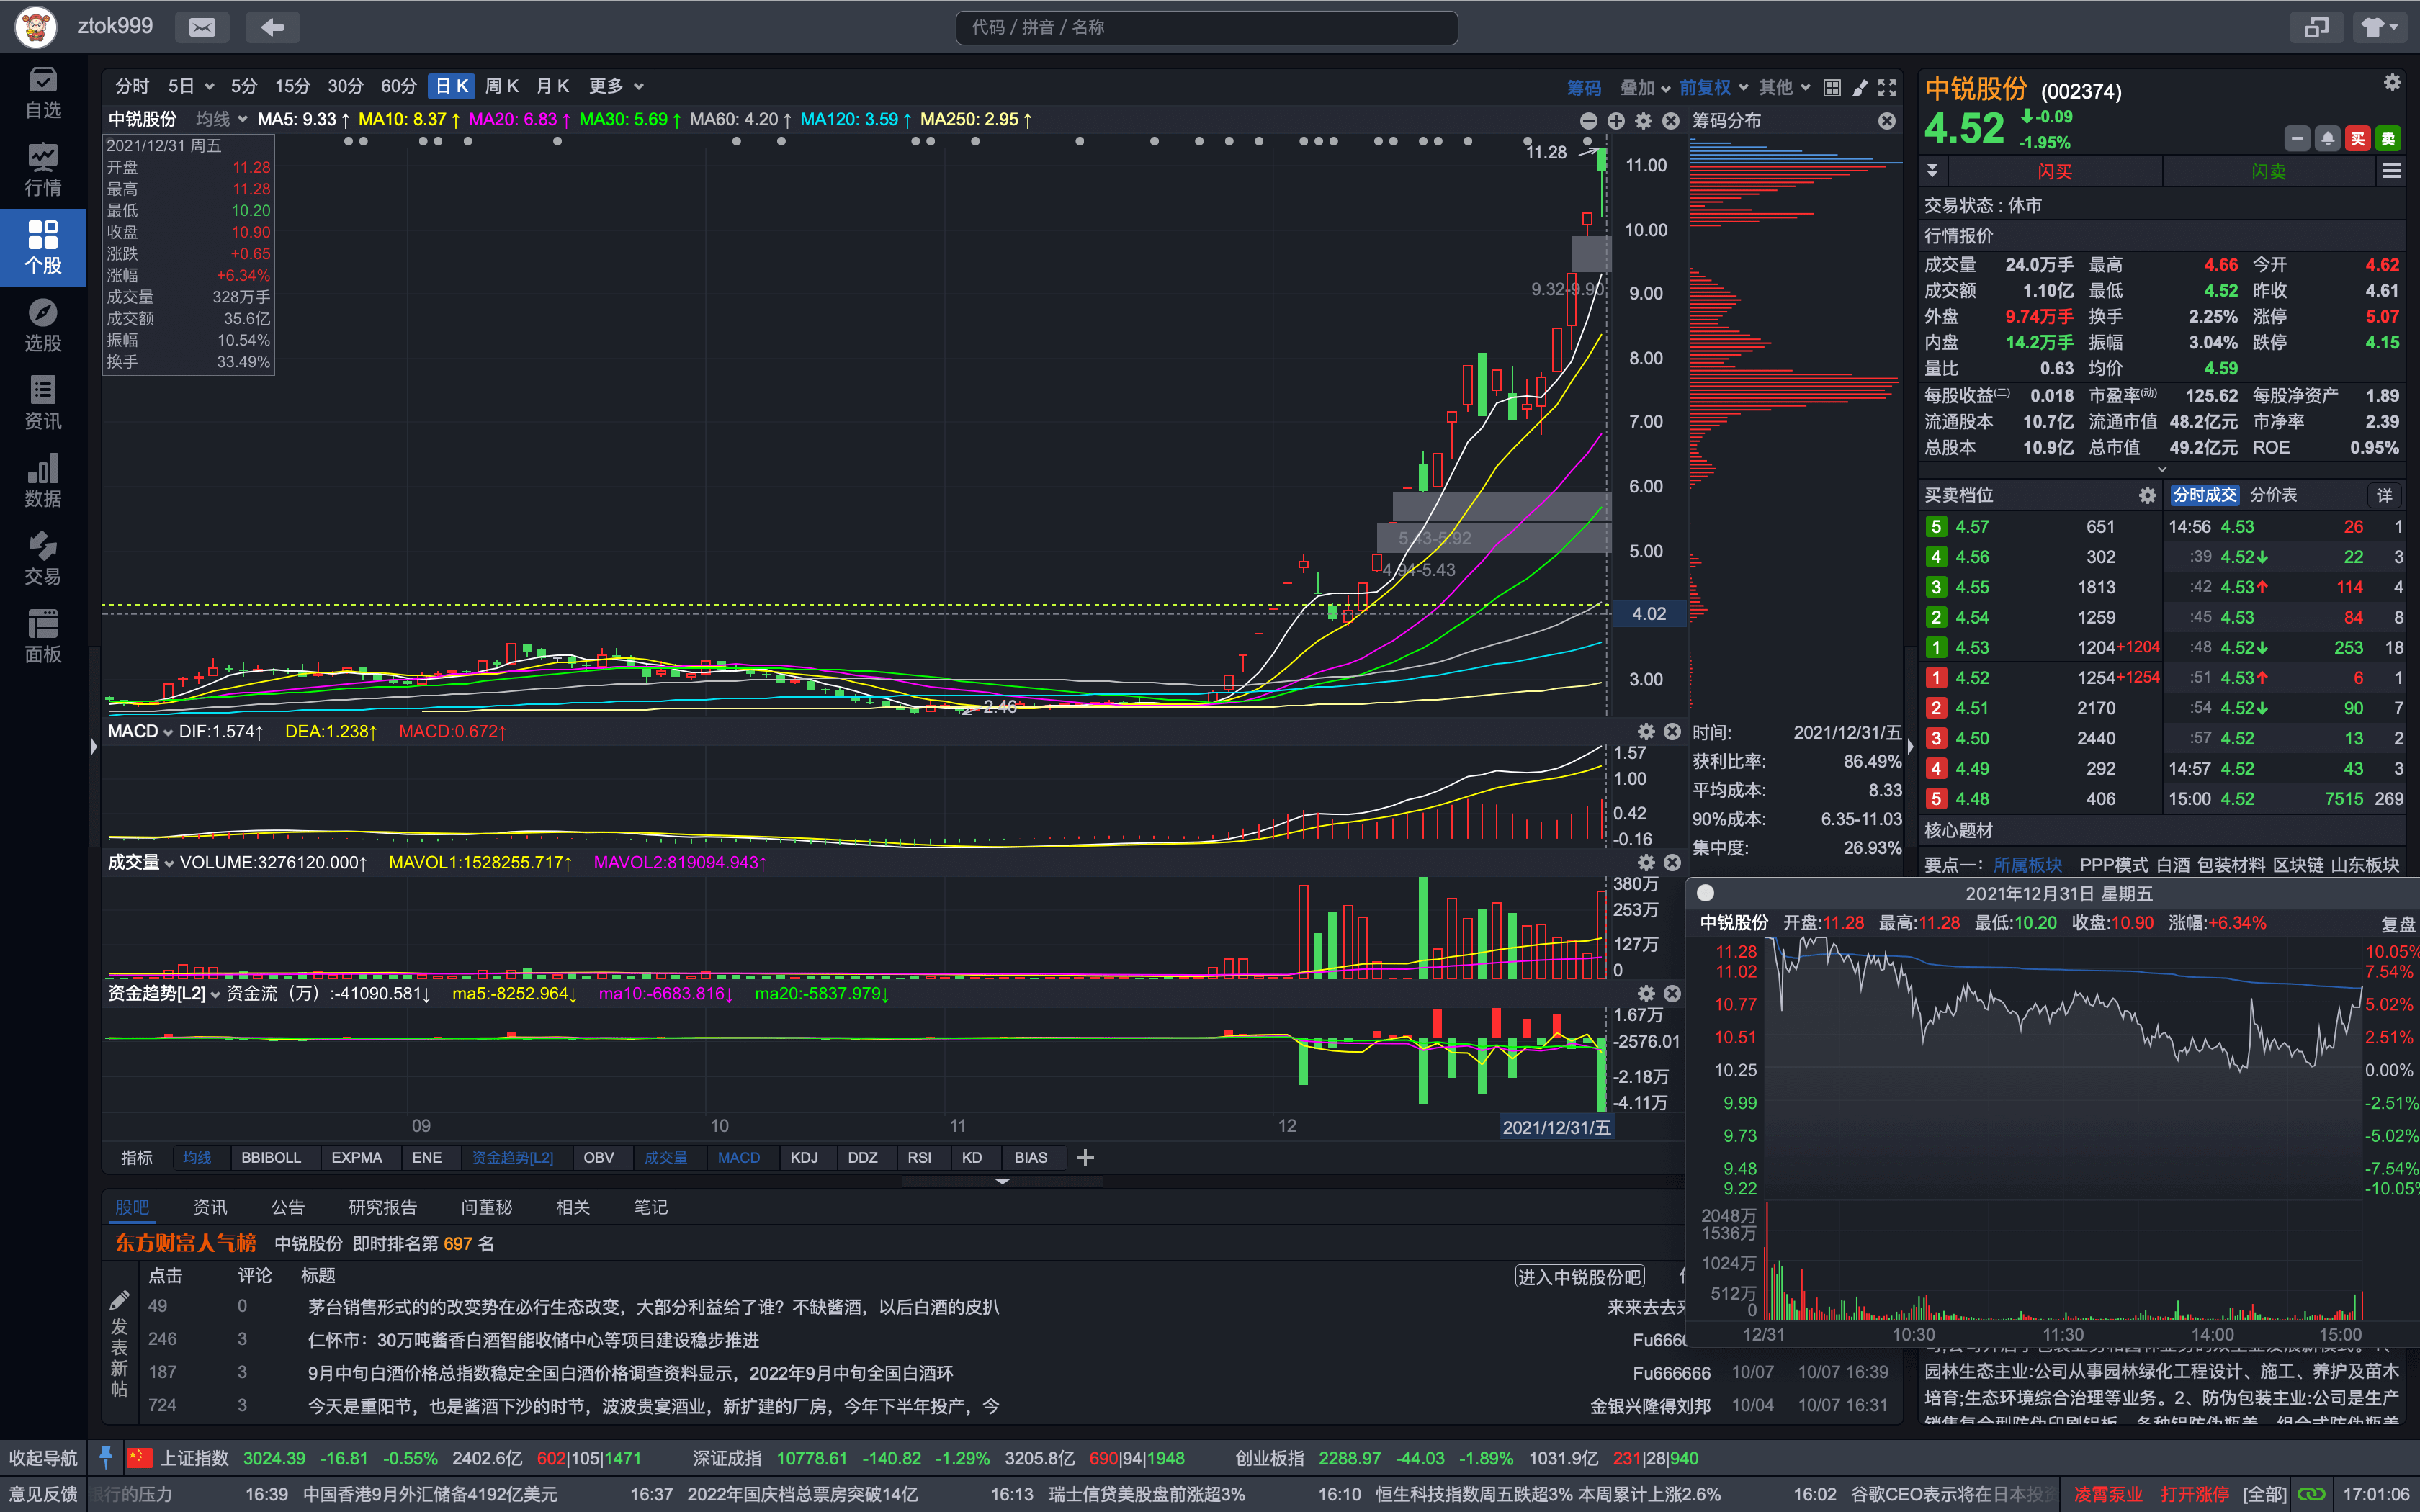 ztok999
代码 / 拼音 / 名称
自选
行情
个股
选股
资讯
数据
交易
面板
分时 5日 5分 15分 30分 60分 日K 周K 月K 更多
筹码 叠加 前复权 其他
中锐股份 均线 MA5: 9.33↑ MA10: 8.37↑ MA20: 6.83↑ MA30: 5.69↑ MA60: 4.20↑ MA120: 3.59↑ MA250: 2.95↑
2021/12/31 周五
开盘 11.28
最高 11.28
最低 10.20
收盘 10.90
涨跌 +0.65
涨幅 +6.34%
成交量 328万手
成交额 35.6亿
振幅 10.54%
换手 33.49%
11.28
9.32-9.90
5.43-5.92
4.94-5.43
2.46
11.00
10.00
9.00
8.00
7.00
6.00
5.00
4.02
3.00
筹码分布
时间: 2021/12/31/五
获利比率: 86.49%
平均成本: 8.33
90%成本: 6.35-11.03
集中度: 26.93%
MACD DIF:1.574↑ DEA:1.238↑ MACD:0.672↑
1.57
1.00
0.42
-0.16
成交量 VOLUME:3276120.000↑ MAVOL1:1528255.717↑ MAVOL2:819094.943↑
380万
253万
127万
0
资金趋势[L2] 资金流（万）:-41090.581↓ ma5:-8252.964↓ ma10:-6683.816↓ ma20:-5837.979↓
1.67万
-2576.01
-2.18万
-4.11万
09 10 11 12 2021/12/31/五
指标 均线 BBIBOLL EXPMA ENE 资金趋势[L2] OBV 成交量 MACD KDJ DDZ RSI KD BIAS
股吧 资讯 公告 研究报告 问董秘 相关 笔记
东方财富人气榜 中锐股份 即时排名第 697 名
点击 评论 标题 进入中锐股份吧
发表新帖
49 0 茅台销售形式的的改变势在必行生态改变，大部分利益给了谁？不缺酱酒，以后白酒的皮扒 来来去去来
246 3 仁怀市：30万吨酱香白酒智能收储中心等项目建设稳步推进 Fu6666
187 3 9月中旬白酒价格总指数稳定全国白酒价格调查资料显示，2022年9月中旬全国白酒环 Fu666666 10/07 10/07 16:39
724 3 今天是重阳节，也是酱酒下沙的时节，波波贵宴酒业，新扩建的厂房，今年下半年投产，今 金银兴隆得刘邦 10/04 10/07 16:31
中锐股份 (002374)
4.52 -0.09
-1.95%
买 卖
闪买 闪卖
交易状态 : 休市
行情报价
成交量 24.0万手 最高 4.66 今开 4.62
成交额 1.10亿 最低 4.52 昨收 4.61
外盘 9.74万手 换手 2.25% 涨停 5.07
内盘 14.2万手 振幅 3.04% 跌停 4.15
量比 0.63 均价 4.59
每股收益(二) 0.018 市盈率(动) 125.62 每股净资产 1.89
流通股本 10.7亿 流通市值 48.2亿元 市净率 2.39
总股本 10.9亿 总市值 49.2亿元 ROE 0.95%
买卖档位 分时成交 分价表 详
5 4.57 651 14:56 4.53 26 1
4 4.56 302 :39 4.52↓ 22 3
3 4.55 1813 :42 4.53↑ 114 4
2 4.54 1259 :45 4.53 84 8
1 4.53 1204+1204 :48 4.52↓ 253 18
1 4.52 1254+1254 :51 4.53↑ 6 1
2 4.51 2170 :54 4.52↓ 90 7
3 4.50 2440 :57 4.52 13 2
4 4.49 292 14:57 4.52 43 3
5 4.48 406 15:00 4.52 7515 269
核心题材
要点一: 所属板块 PPP模式 白酒 包装材料 区块链 山东板块
2021年12月31日 星期五
中锐股份 开盘:11.28 最高:11.28 最低:10.20 收盘:10.90 涨幅:+6.34% 复盘
11.28 10.05%
11.02 7.54%
10.77 5.02%
10.51 2.51%
10.25 0.00%
9.99 -2.51%
9.73 -5.02%
9.48 -7.54%
9.22 -10.05%
2048万
1536万
1024万
512万
0
12/31 10:30 11:30 14:00 15:00
园林生态主业:公司从事园林绿化工程设计、施工、养护及苗木
培育;生态环境综合治理等业务。2、防伪包装主业:公司是生产
收起导航 上证指数 3024.39 -16.81 -0.55% 2402.6亿 602|105|1471 深证成指 10778.61 -140.82 -1.29% 3205.8亿 690|94|1948 创业板指 2288.97 -44.03 -1.89% 1031.9亿 231|28|940
意见反馈 银行的压力 16:39 中国香港9月外汇储备4192亿美元 16:37 2022年国庆档总票房突破14亿 16:13 瑞士信贷美股盘前涨超3% 16:10 恒生科技指数周五跌超3% 本周累计上涨2.6% 16:02 谷歌CEO表示将在日本投资 凌霄泵业 打开涨停 [全部] 17:01:06